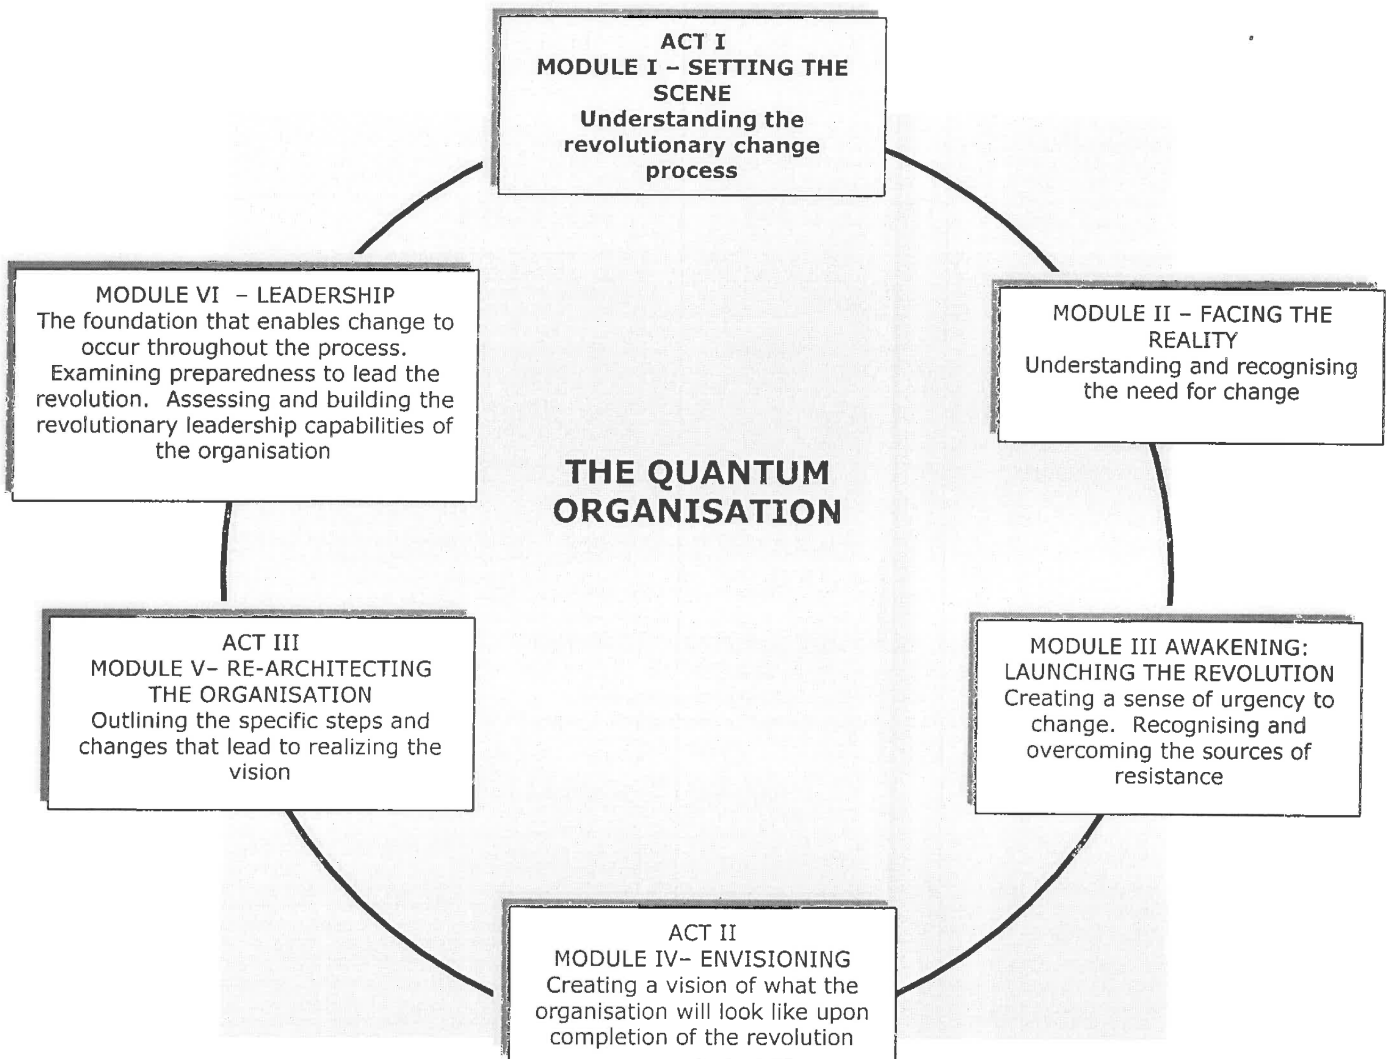 ACT I
MODULE I – SETTING THE
SCENE
Understanding the
revolutionary change
process
MODULE II – FACING THE
REALITY
Understanding and recognising
the need for change
MODULE III AWAKENING:
LAUNCHING THE REVOLUTION
Creating a sense of urgency to
change.  Recognising and
overcoming the sources of
resistance
ACT II
MODULE IV– ENVISIONING
Creating a vision of what the
organisation will look like upon
completion of the revolution
ACT III
MODULE V– RE-ARCHITECTING
THE ORGANISATION
Outlining the specific steps and
changes that lead to realizing the
vision
MODULE VI  – LEADERSHIP
The foundation that enables change to
occur throughout the process.
Examining preparedness to lead the
revolution.  Assessing and building the
revolutionary leadership capabilities of
the organisation
THE QUANTUM
ORGANISATION